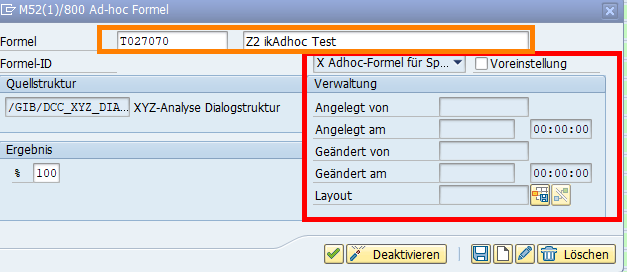 M52(1)/800 Ad-hoc Formel
Formel T027070 Z2 ikAdhoc Test
Formel-ID X Adhoc-Formel für Sp... Voreinstellung
Quellstruktur
/GIB/DCC_XYZ_DIA... XYZ-Analyse Dialogstruktur
Verwaltung
Angelegt von
Angelegt am 00:00:00
Geändert von
Geändert am 00:00:00
Layout
Ergebnis
% 100
Deaktivieren Löschen